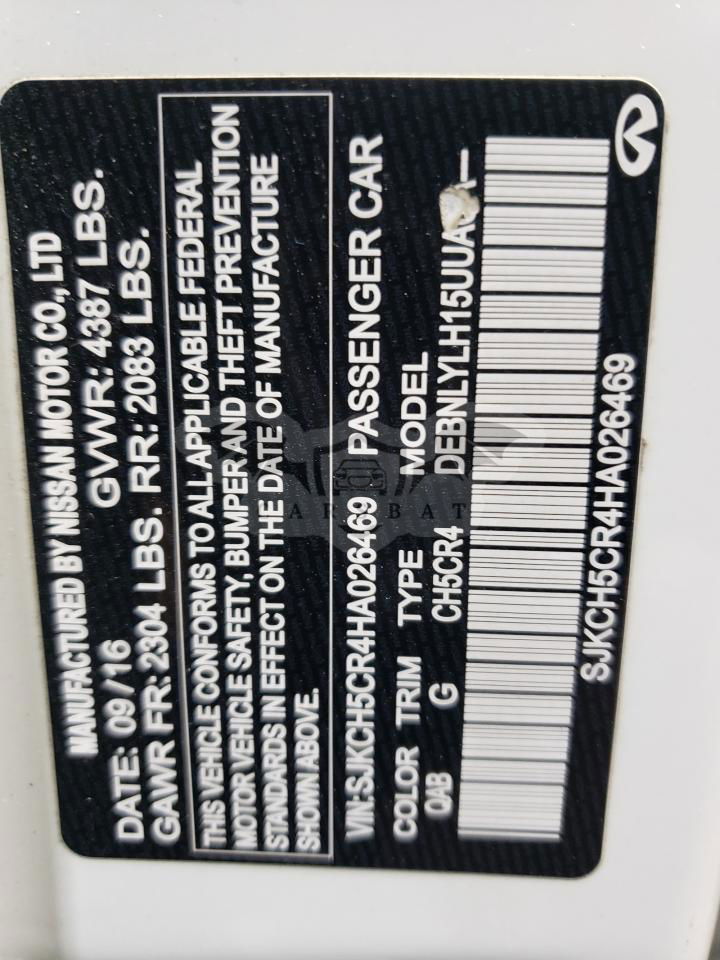 MANUFACTURED BY NISSAN MOTOR CO., LTD
DATE: 09 / 16 GVWR: 4387 LBS.
GAWR FR: 2304 LBS. RR: 2083 LBS.
THIS VEHICLE CONFORMS TO ALL APPLICABLE FEDERAL
MOTOR VEHICLE SAFETY, BUMPER AND THEFT PREVENTION
STANDARDS IN EFFECT ON THE DATE OF MANUFACTURE
SHOWN ABOVE.
VIN: SJKCH5CR4HA026469 PASSENGER CAR
COLOR TRIM TYPE MODEL
QAB G CH5CR4
SJKCH5CR4HA026469